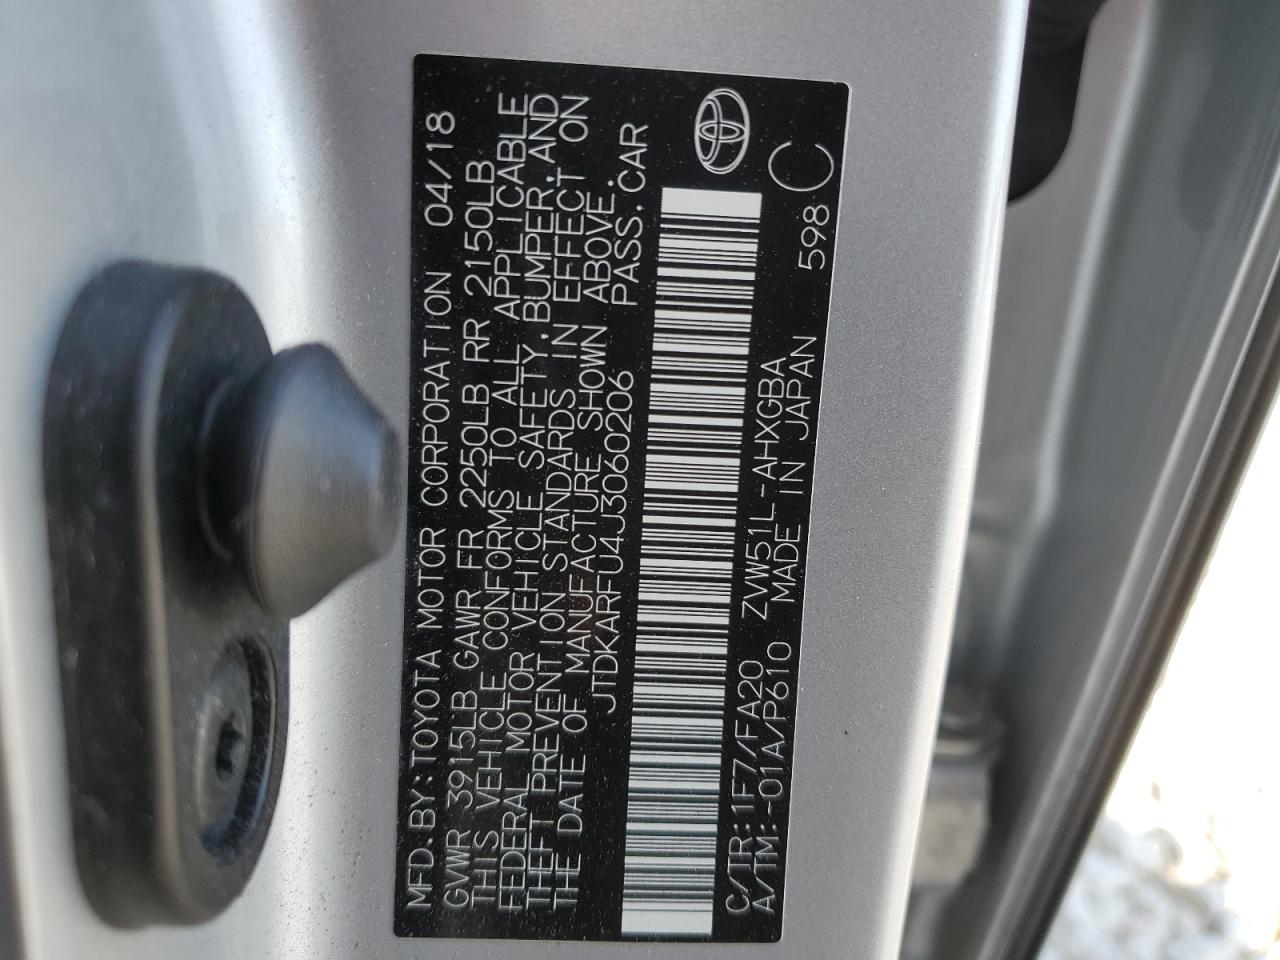 MFD.BY:TOYOTA MOTOR CORPORATION 04/18
GVWR 3915LB GAWR FR 2250LB RR 2150LB
THIS VEHICLE CONFORMS TO ALL APPLICABLE
FEDERAL MOTOR VEHICLE SAFETY,BUMPER,AND
THEFT PREVENTION STANDARDS IN EFFECT ON
THE DATE OF MANUFACTURE SHOWN ABOVE.
JTDKARFU4J3060206 PASS.CAR
C/TR:1F7/FA20 ZVW51L-AHXGBA 598 C
A/TM:-01A/P610 MADE IN JAPAN